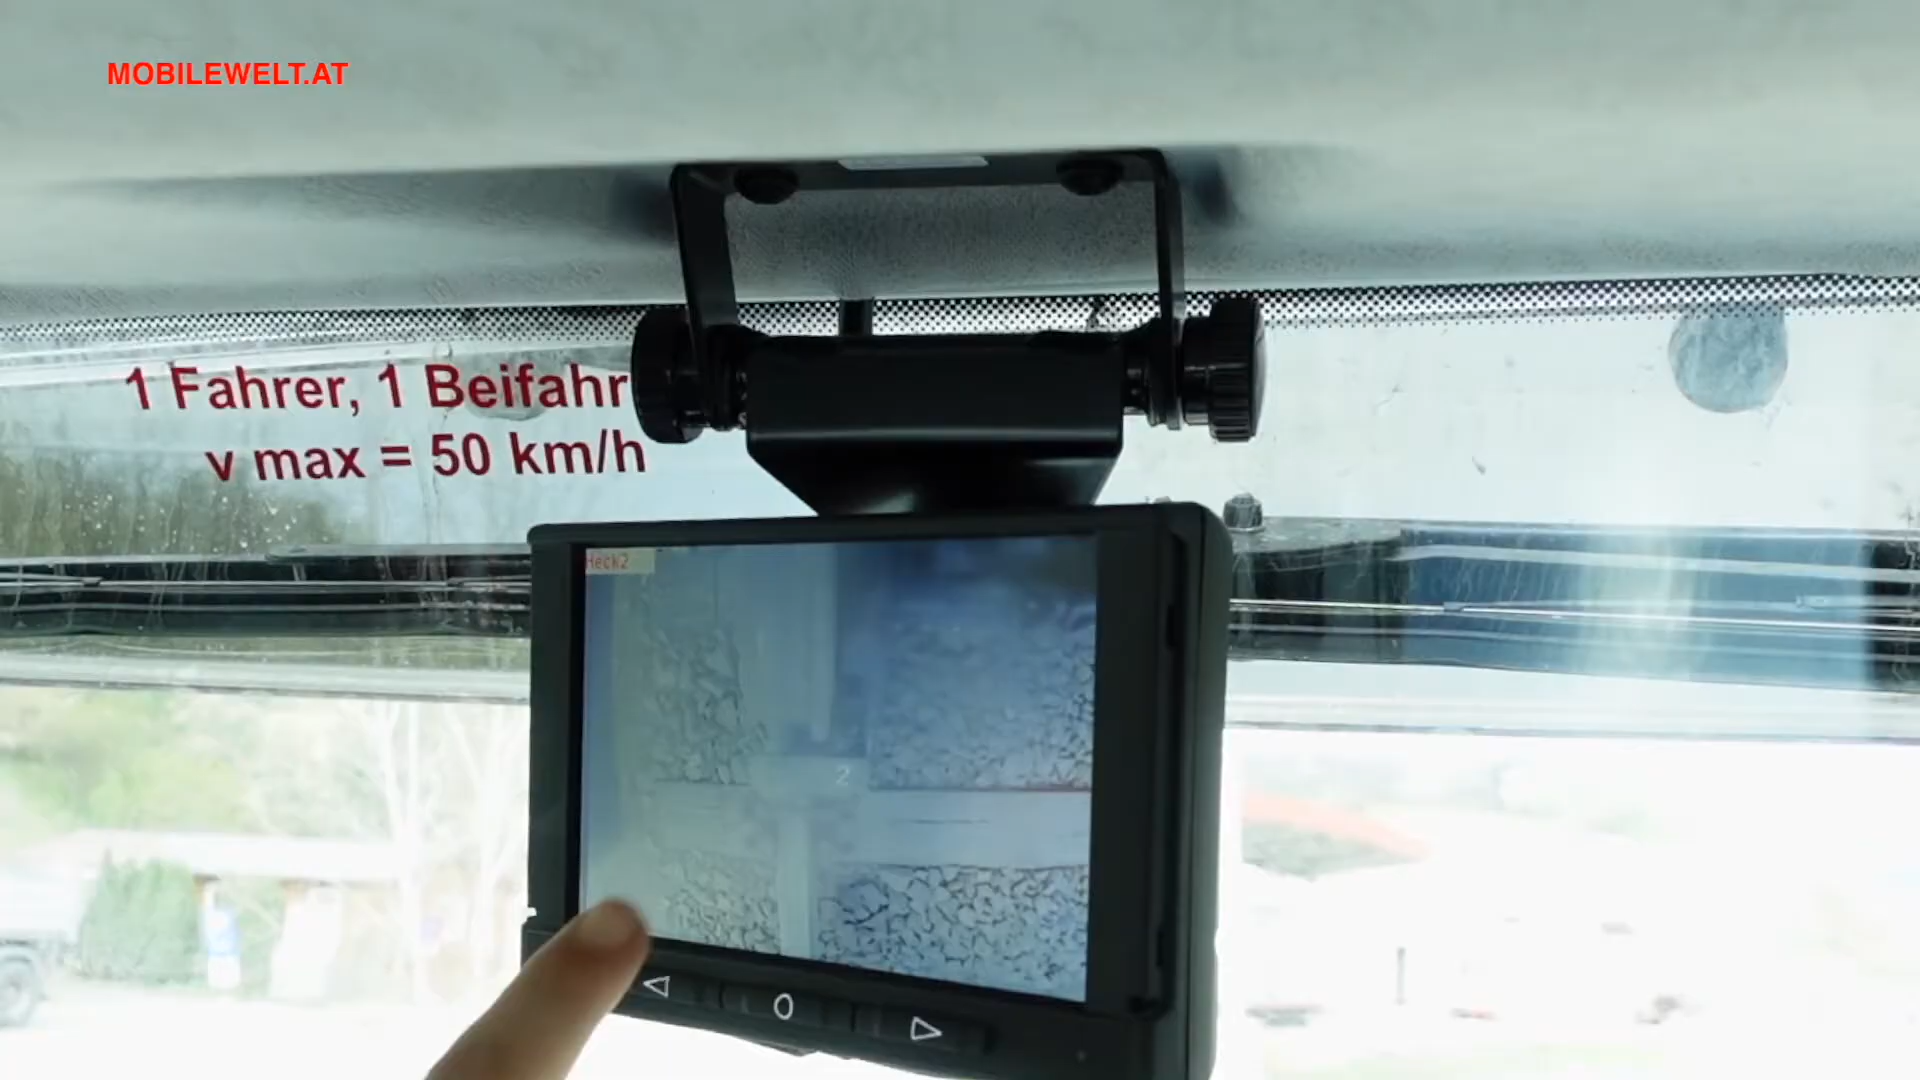 MOBILEWELT.AT
1 Fahrer, 1 Beifahr
v max = 50 km/h
Heck2
2